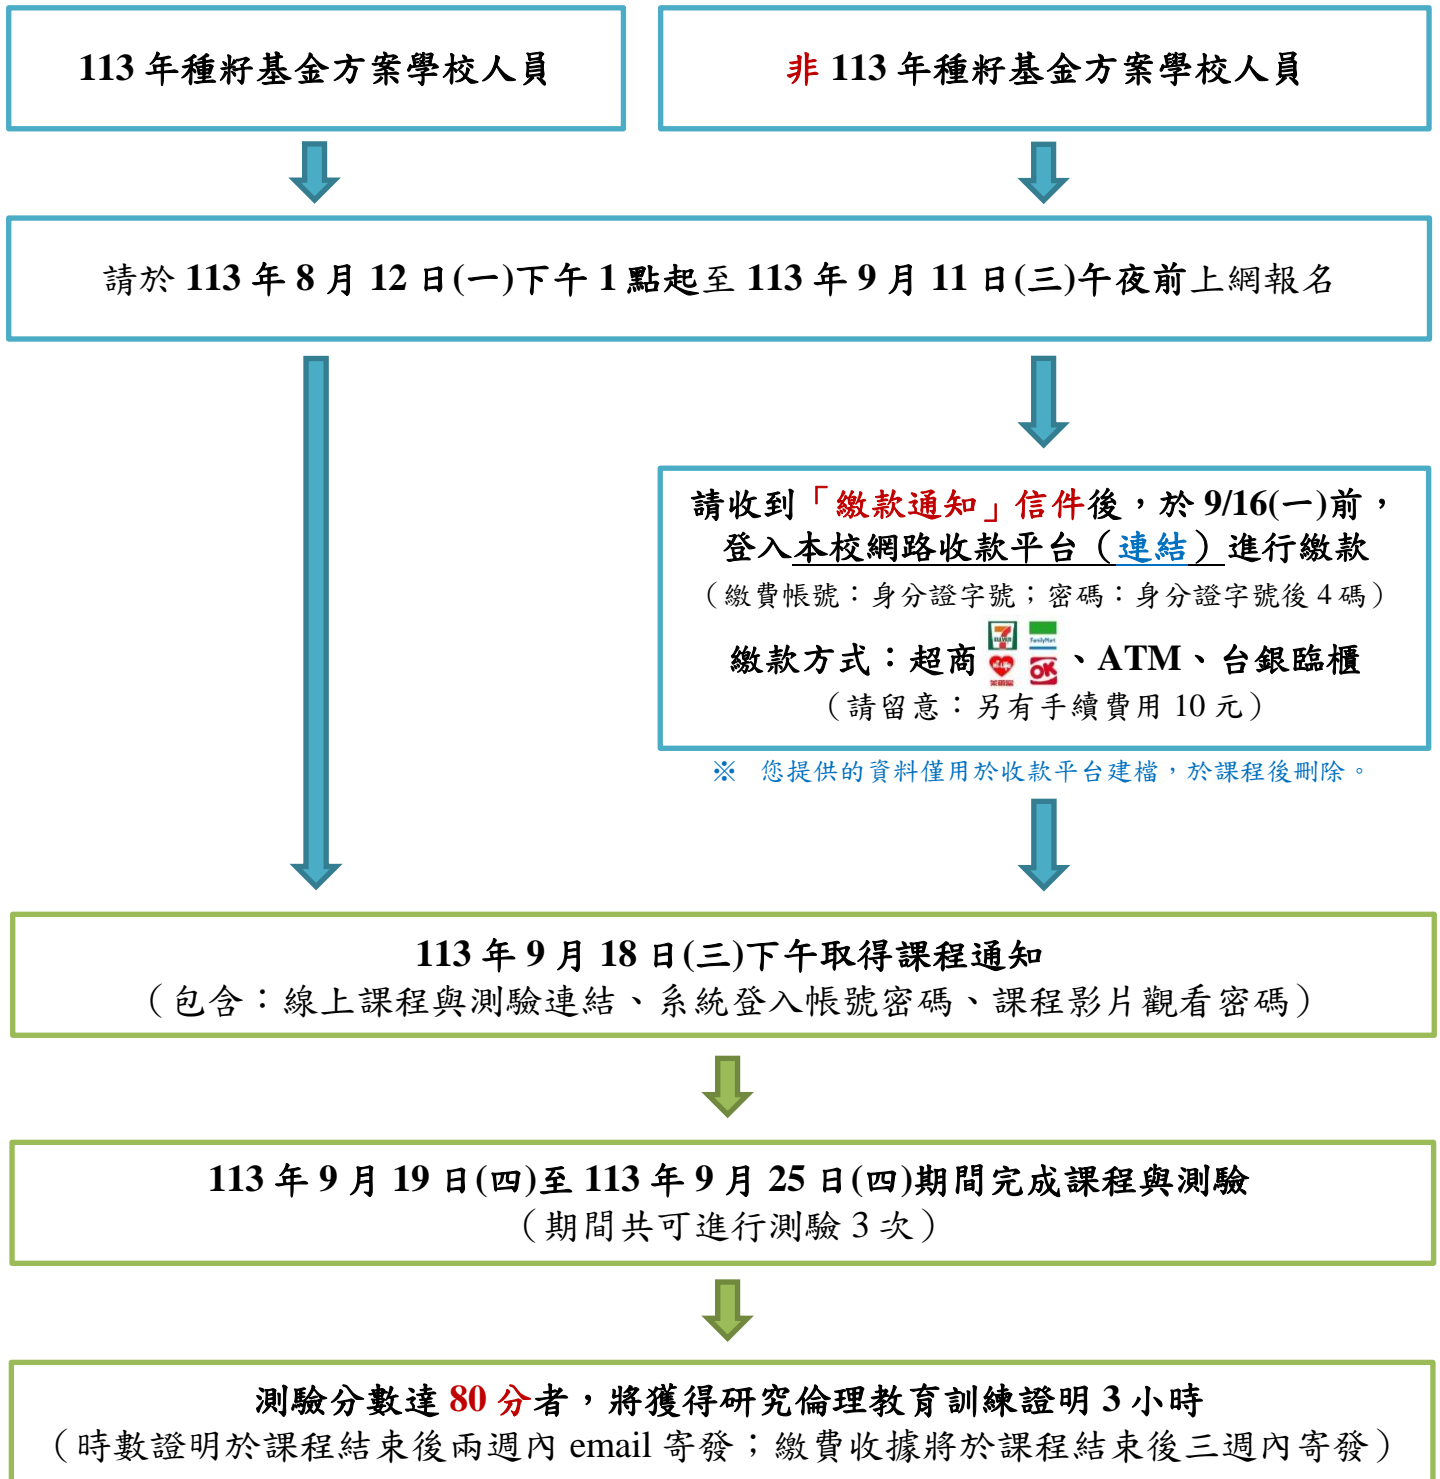 113 年種籽基金方案學校人員
非 113 年種籽基金方案學校人員
請於 113 年 8 月 12 日(一)下午 1 點起至 113 年 9 月 11 日(三)午夜前上網報名
請收到「繳款通知」信件後，於 9/16(一)前，
登入本校網路收款平台（連結）進行繳款
（繳費帳號：身分證字號；密碼：身分證字號後 4 碼）
繳款方式：超商 7 ELEVEN FamilyMart 萊爾富 OK 、ATM、台銀臨櫃
（請留意：另有手續費用 10 元）
※ 您提供的資料僅用於收款平台建檔，於課程後刪除。
113 年 9 月 18 日(三)下午取得課程通知
（包含：線上課程與測驗連結、系統登入帳號密碼、課程影片觀看密碼）
113 年 9 月 19 日(四)至 113 年 9 月 25 日(四)期間完成課程與測驗
（期間共可進行測驗 3 次）
測驗分數達 80 分者，將獲得研究倫理教育訓練證明 3 小時
（時數證明於課程結束後兩週內 email 寄發；繳費收據將於課程結束後三週內寄發）